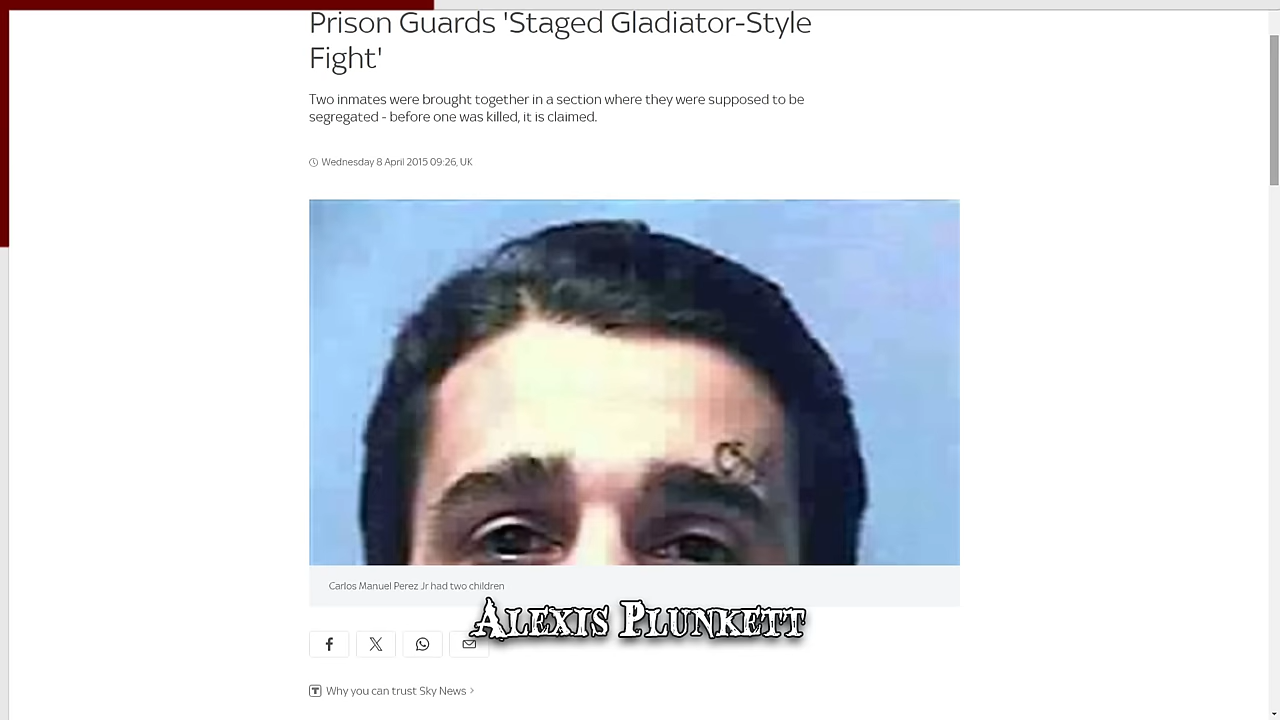 Prison Guards 'Staged Gladiator-Style
Fight'
Two inmates were brought together in a section where they were supposed to be
segregated - before one was killed, it is claimed.
Wednesday 8 April 2015 09:26, UK
Carlos Manuel Perez Jr had two children
Alexis Plunkett
Why you can trust Sky News